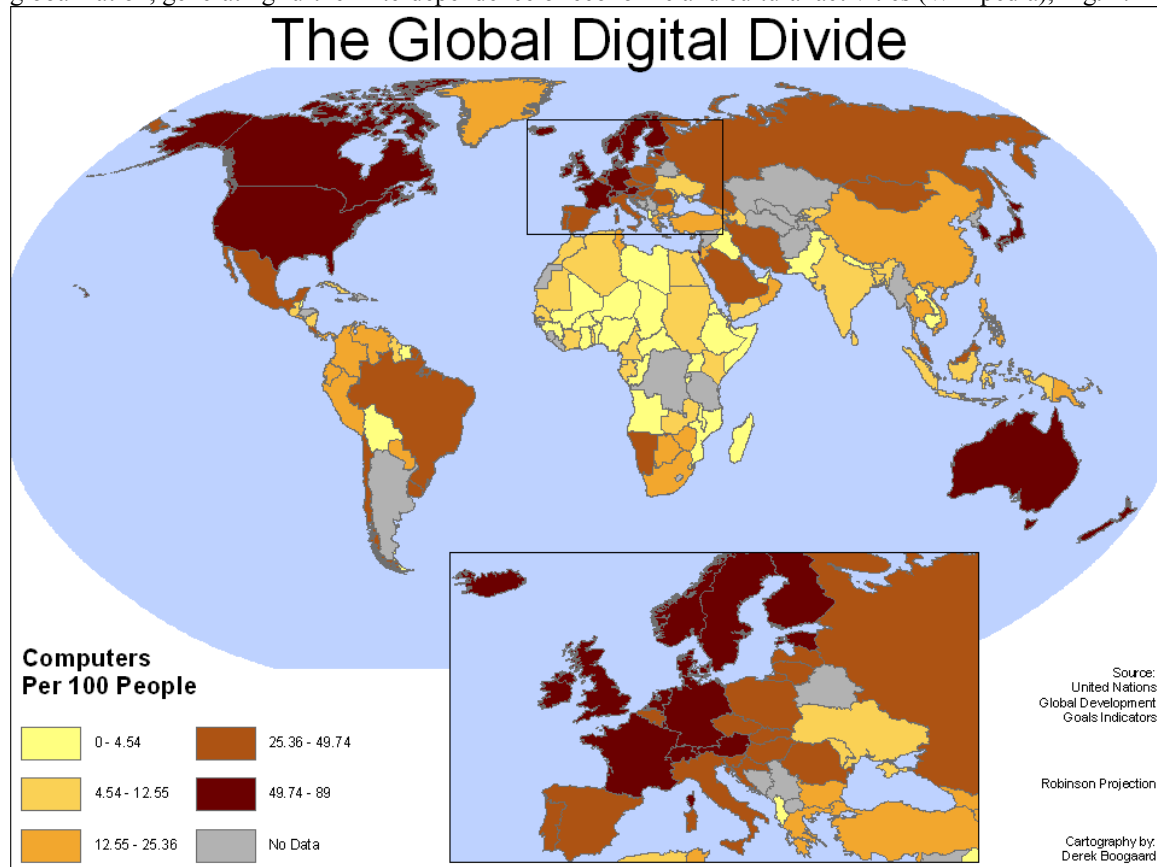 The Global Digital Divide
Computers
Per 100 People
0 - 4.54
25.36 - 49.74
4.54 - 12.55
49.74 - 89
12.55 - 25.36
No Data
Source:
United Nations
Global Development
Goals Indicators
Robinson Projection
Cartography by:
Derek Boogaard